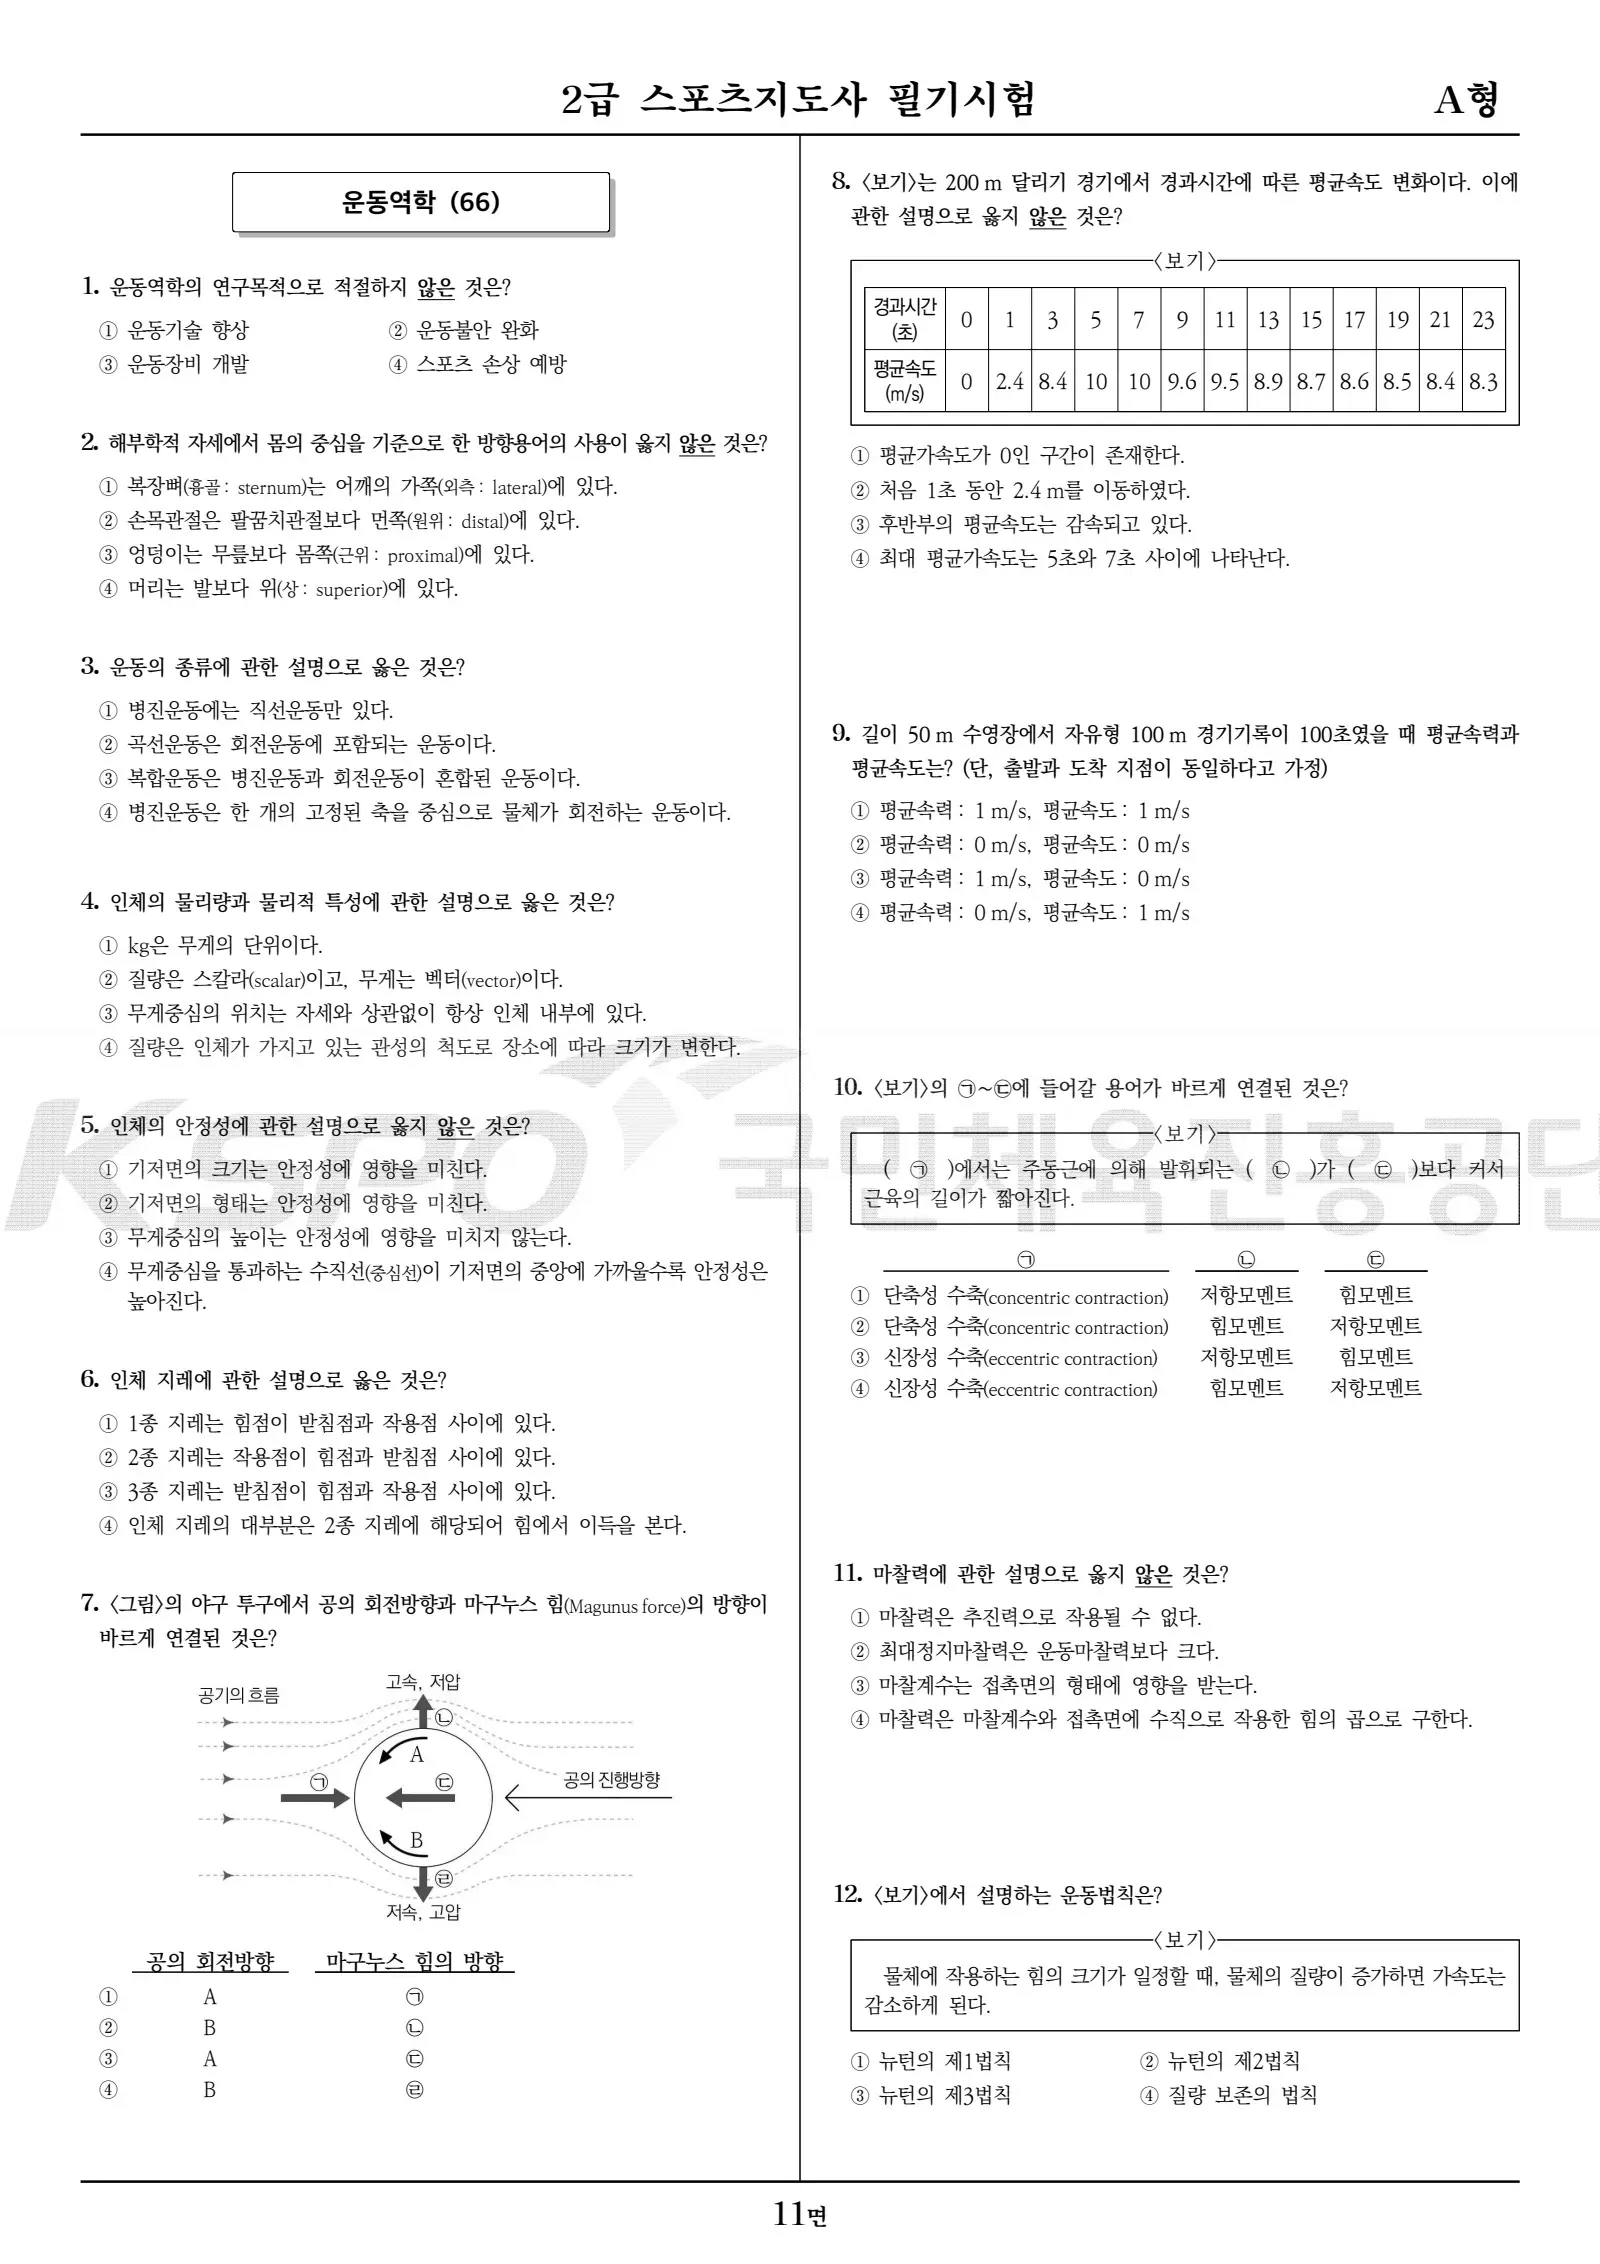 2급 스포츠지도사 필기시험
A형
운동역학 (66)
1. 운동역학의 연구목적으로 적절하지 않은 것은?
① 운동기술 향상 ② 운동불안 완화
③ 운동장비 개발 ④ 스포츠 손상 예방
2. 해부학적 자세에서 몸의 중심을 기준으로 한 방향용어의 사용이 옳지 않은 것은?
① 복장뼈(흉골 : sternum)는 어깨의 가쪽(외측 : lateral)에 있다.
② 손목관절은 팔꿈치관절보다 먼쪽(원위 : distal)에 있다.
③ 엉덩이는 무릎보다 몸쪽(근위 : proximal)에 있다.
④ 머리는 발보다 위(상 : superior)에 있다.
3. 운동의 종류에 관한 설명으로 옳은 것은?
① 병진운동에는 직선운동만 있다.
② 곡선운동은 회전운동에 포함되는 운동이다.
③ 복합운동은 병진운동과 회전운동이 혼합된 운동이다.
④ 병진운동은 한 개의 고정된 축을 중심으로 물체가 회전하는 운동이다.
4. 인체의 물리량과 물리적 특성에 관한 설명으로 옳은 것은?
① kg은 무게의 단위이다.
② 질량은 스칼라(scalar)이고, 무게는 벡터(vector)이다.
③ 무게중심의 위치는 자세와 상관없이 항상 인체 내부에 있다.
④ 질량은 인체가 가지고 있는 관성의 척도로 장소에 따라 크기가 변한다.
5. 인체의 안정성에 관한 설명으로 옳지 않은 것은?
① 기저면의 크기는 안정성에 영향을 미친다.
② 기저면의 형태는 안정성에 영향을 미친다.
③ 무게중심의 높이는 안정성에 영향을 미치지 않는다.
④ 무게중심을 통과하는 수직선(중심선)이 기저면의 중앙에 가까울수록 안정성은
높아진다.
6. 인체 지레에 관한 설명으로 옳은 것은?
① 1종 지레는 힘점이 받침점과 작용점 사이에 있다.
② 2종 지레는 작용점이 힘점과 받침점 사이에 있다.
③ 3종 지레는 받침점이 힘점과 작용점 사이에 있다.
④ 인체 지레의 대부분은 2종 지레에 해당되어 힘에서 이득을 본다.
7. 〈그림〉의 야구 투구에서 공의 회전방향과 마구누스 힘(Magunus force)의 방향이
바르게 연결된 것은?
고속, 저압
공기의 흐름
㉡
A
㉠ ㉢
공의 진행방향
B
㉣
저속, 고압
공의 회전방향 마구누스 힘의 방향
① A ㉠
② B ㉡
③ A ㉢
④ B ㉣
8. 〈보기〉는 200 m 달리기 경기에서 경과시간에 따른 평균속도 변화이다. 이에
관한 설명으로 옳지 않은 것은?
〈보기〉
경과시간
(초) 0 1 3 5 7 9 11 13 15 17 19 21 23
평균속도
(m/s) 0 2.4 8.4 10 10 9.6 9.5 8.9 8.7 8.6 8.5 8.4 8.3
① 평균가속도가 0인 구간이 존재한다.
② 처음 1초 동안 2.4 m를 이동하였다.
③ 후반부의 평균속도는 감속되고 있다.
④ 최대 평균가속도는 5초와 7초 사이에 나타난다.
9. 길이 50 m 수영장에서 자유형 100 m 경기기록이 100초였을 때 평균속력과
평균속도는? (단, 출발과 도착 지점이 동일하다고 가정)
① 평균속력 : 1 m/s, 평균속도 : 1 m/s
② 평균속력 : 0 m/s, 평균속도 : 0 m/s
③ 평균속력 : 1 m/s, 평균속도 : 0 m/s
④ 평균속력 : 0 m/s, 평균속도 : 1 m/s
10. 〈보기〉의 ㉠~㉢에 들어갈 용어가 바르게 연결된 것은?
〈보기〉
( ㉠ )에서는 주동근에 의해 발휘되는 ( ㉡ )가 ( ㉢ )보다 커서
근육의 길이가 짧아진다.
㉠ ㉡ ㉢
① 단축성 수축(concentric contraction) 저항모멘트 힘모멘트
② 단축성 수축(concentric contraction) 힘모멘트 저항모멘트
③ 신장성 수축(eccentric contraction) 저항모멘트 힘모멘트
④ 신장성 수축(eccentric contraction) 힘모멘트 저항모멘트
11. 마찰력에 관한 설명으로 옳지 않은 것은?
① 마찰력은 추진력으로 작용될 수 없다.
② 최대정지마찰력은 운동마찰력보다 크다.
③ 마찰계수는 접촉면의 형태에 영향을 받는다.
④ 마찰력은 마찰계수와 접촉면에 수직으로 작용한 힘의 곱으로 구한다.
12. 〈보기〉에서 설명하는 운동법칙은?
〈보기〉
물체에 작용하는 힘의 크기가 일정할 때, 물체의 질량이 증가하면 가속도는
감소하게 된다.
① 뉴턴의 제1법칙 ② 뉴턴의 제2법칙
③ 뉴턴의 제3법칙 ④ 질량 보존의 법칙
KSPO 국민체육진흥공단
11면